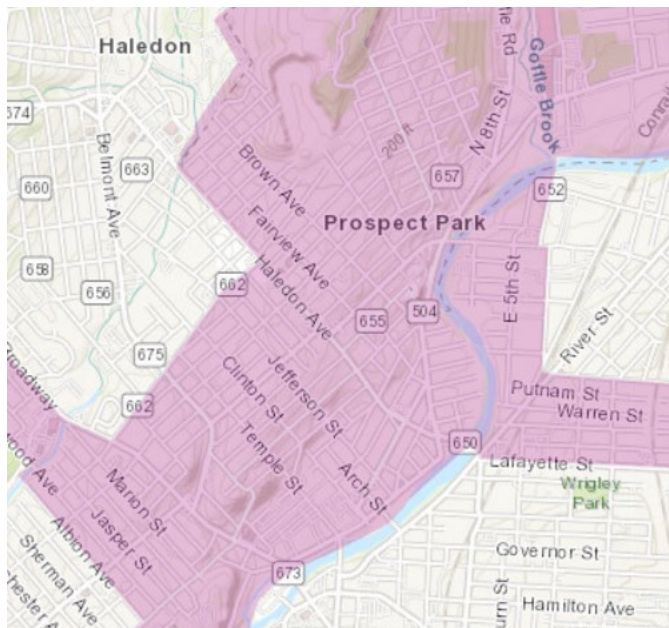 Haledon
Goffle Brook
674
Belmont Ave
663
N 8th St
200 ft
Brown Ave
657
652
660
Prospect Park
Fairview Ave
E 5th St
658
Haledon Ave
662
656
504
655
River St
675
Jefferson St
Clinton St
Putnam St
Broadway
662
Warren St
Temple St
650
Lafayette St
Arch St
Marion St
Wrigley
Park
Albion Ave
Jasper St
Governor St
Sherman Ave
673
Hamilton Ave